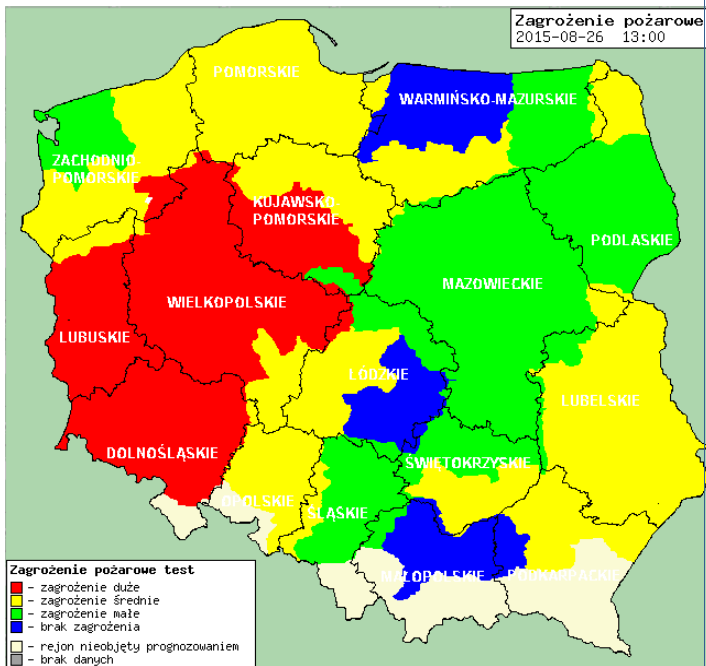 Zagrożenie pożarowe
2015-08-26 13:00
POMORSKIE
WARMIŃSKO-MAZURSKIE
ZACHODNIO-
POMORSKIE
KUJAWSKO-
POMORSKIE
PODLASKIE
MAZOWIECKIE
WIELKOPOLSKIE
LUBUSKIE
ŁÓDZKIE
LUBELSKIE
DOLNOŚLĄSKIE
ŚWIĘTOKRZYSKIE
OPOLSKIE
ŚLĄSKIE
MAŁOPOLSKIE
PODKARPACKIE
Zagrożenie pożarowe test
- zagrożenie duże
- zagrożenie średnie
- zagrożenie małe
- brak zagrożenia
- rejon nieobjęty prognozowaniem
- brak danych